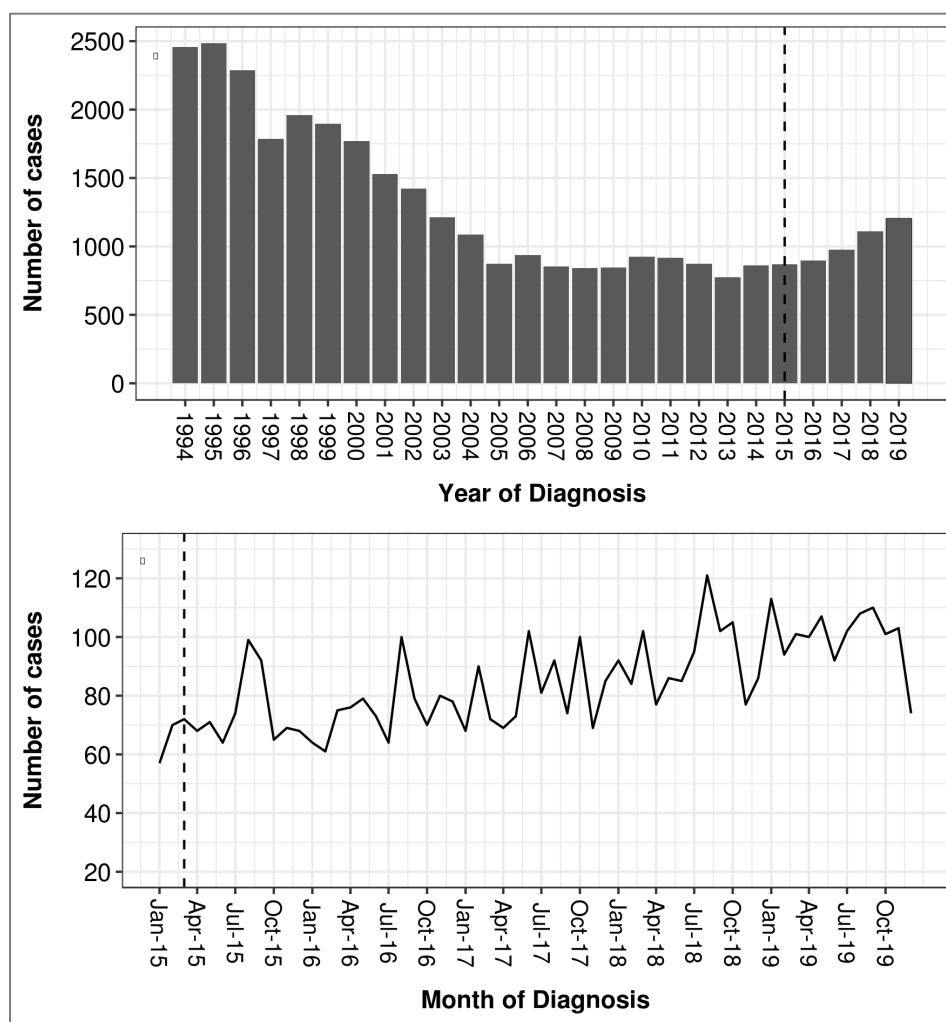 Number of cases
2500
2000
1500
1000
500
0
1994
1995
1996
1997
1998
1999
2000
2001
2002
2003
2004
2005
2006
2007
2008
2009
2010
2011
2012
2013
2014
2015
2016
2017
2018
2019
Year of Diagnosis
Number of cases
120
100
80
60
40
20
Jan-15
Apr-15
Jul-15
Oct-15
Jan-16
Apr-16
Jul-16
Oct-16
Jan-17
Apr-17
Jul-17
Oct-17
Jan-18
Apr-18
Jul-18
Oct-18
Jan-19
Apr-19
Jul-19
Oct-19
Month of Diagnosis